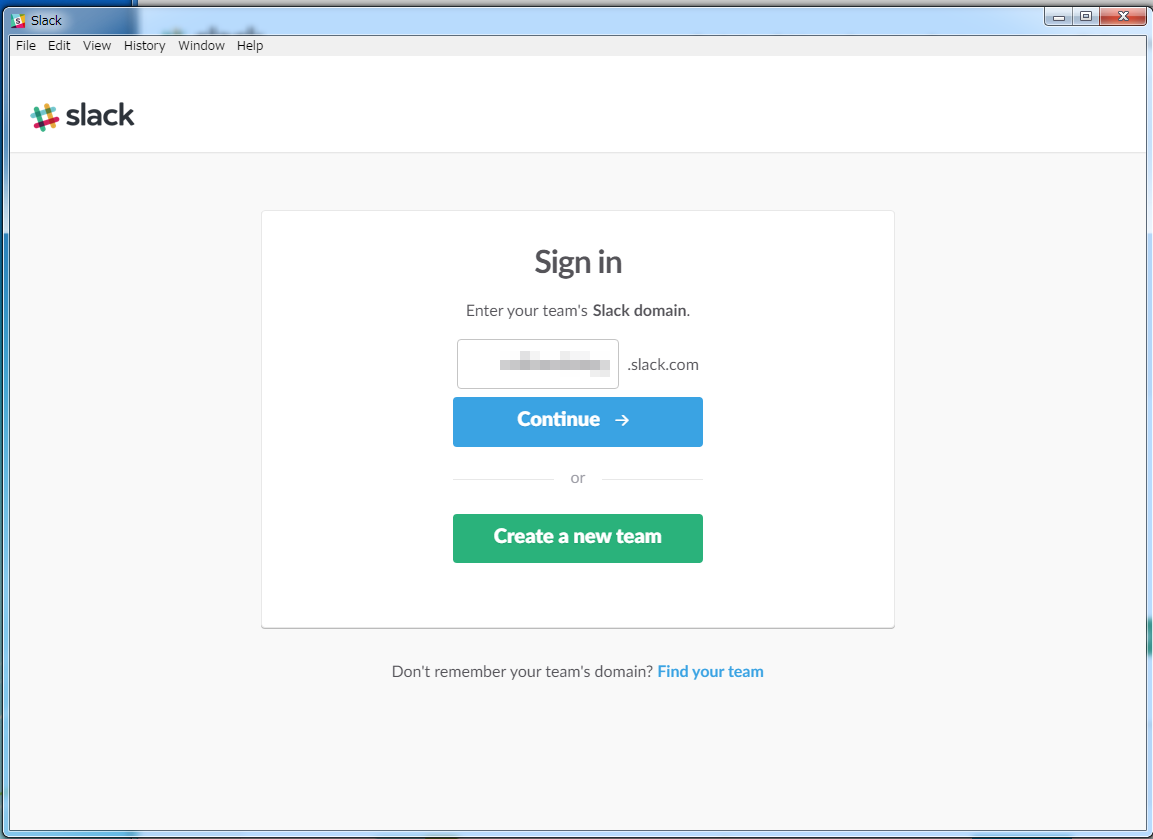 Slack
File Edit View History Window Help
slack
Sign in
Enter your team's Slack domain.
.slack.com
Continue →
or
Create a new team
Don't remember your team's domain? Find your team